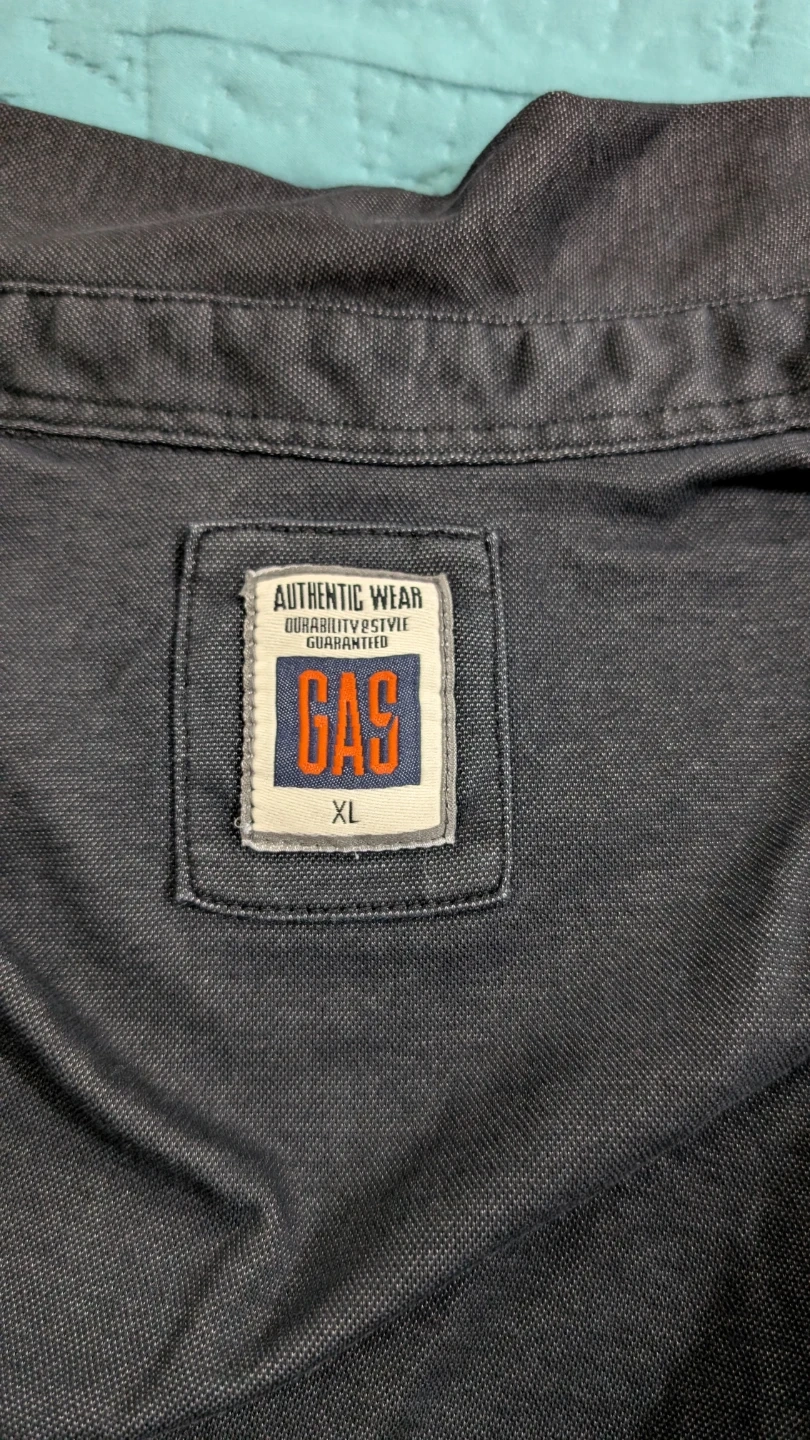 AUTHENTIC WEAR
DURABILITY & STYLE
GUARANTEED
GAS
XL